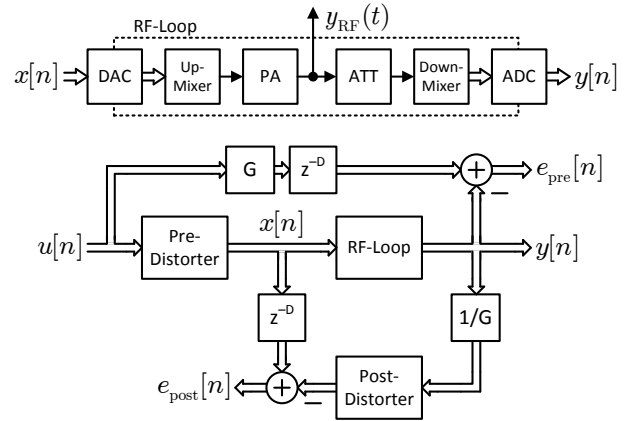 RF-Loop
y_RF(t)
x[n]
DAC
Up-
Mixer
PA
ATT
Down-
Mixer
ADC
y[n]
G
z^–D
+
–
e_pre[n]
u[n]
Pre-
Distorter
x[n]
RF-Loop
y[n]
z^–D
1/G
e_post[n]
+
–
Post-
Distorter